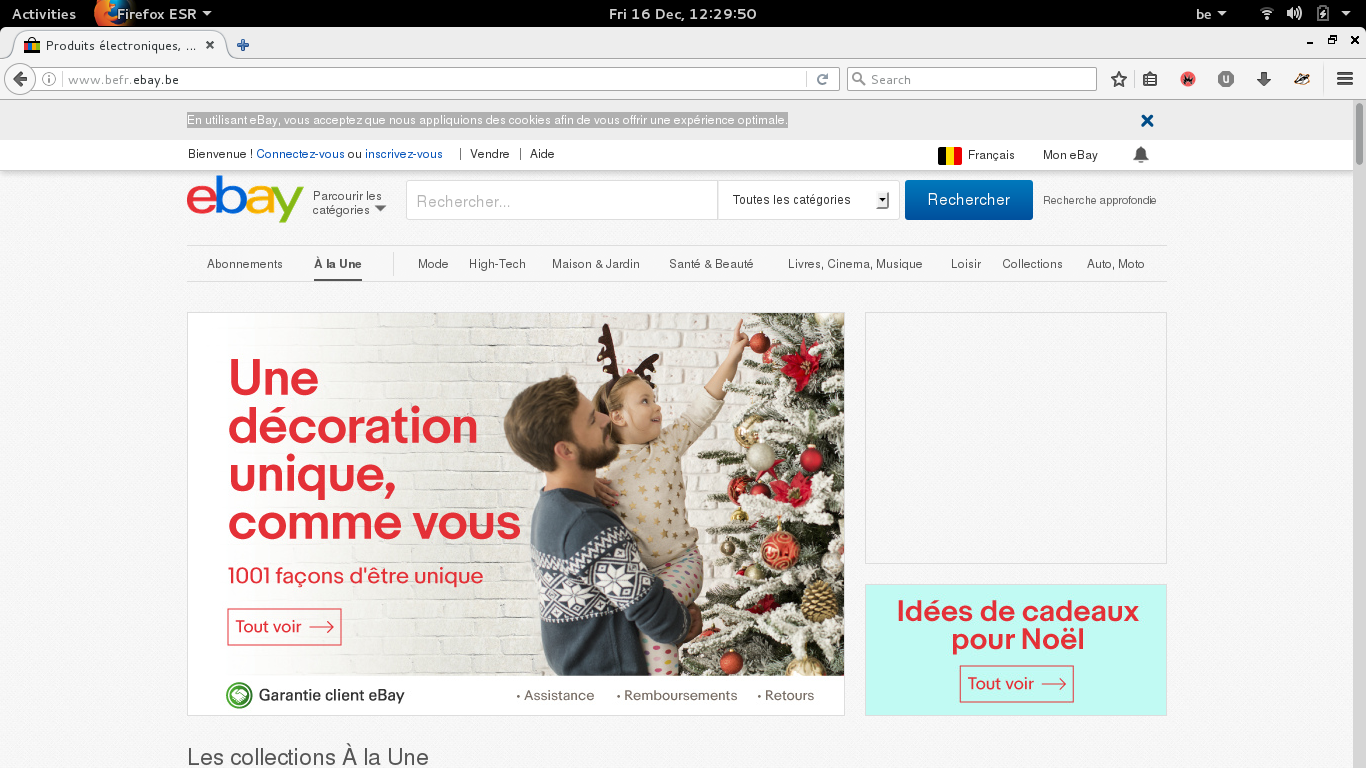 Activities Firefox ESR Fri 16 Dec, 12:29:50 be
Produits électroniques, ...
www.befr.ebay.be Search
En utilisant eBay, vous acceptez que nous appliquions des cookies afin de vous offrir une expérience optimale.
Bienvenue ! Connectez-vous ou inscrivez-vous | Vendre | Aide Français Mon eBay
ebay Parcourir les catégories Rechercher... Toutes les catégories Rechercher Recherche approfondie
Abonnements À la Une Mode High-Tech Maison & Jardin Santé & Beauté Livres, Cinema, Musique Loisir Collections Auto, Moto
Une
décoration
unique,
comme vous
1001 façons d'être unique
Tout voir
Garantie client eBay • Assistance • Remboursements • Retours
Idées de cadeaux
pour Noël
Tout voir
Les collections À la Une